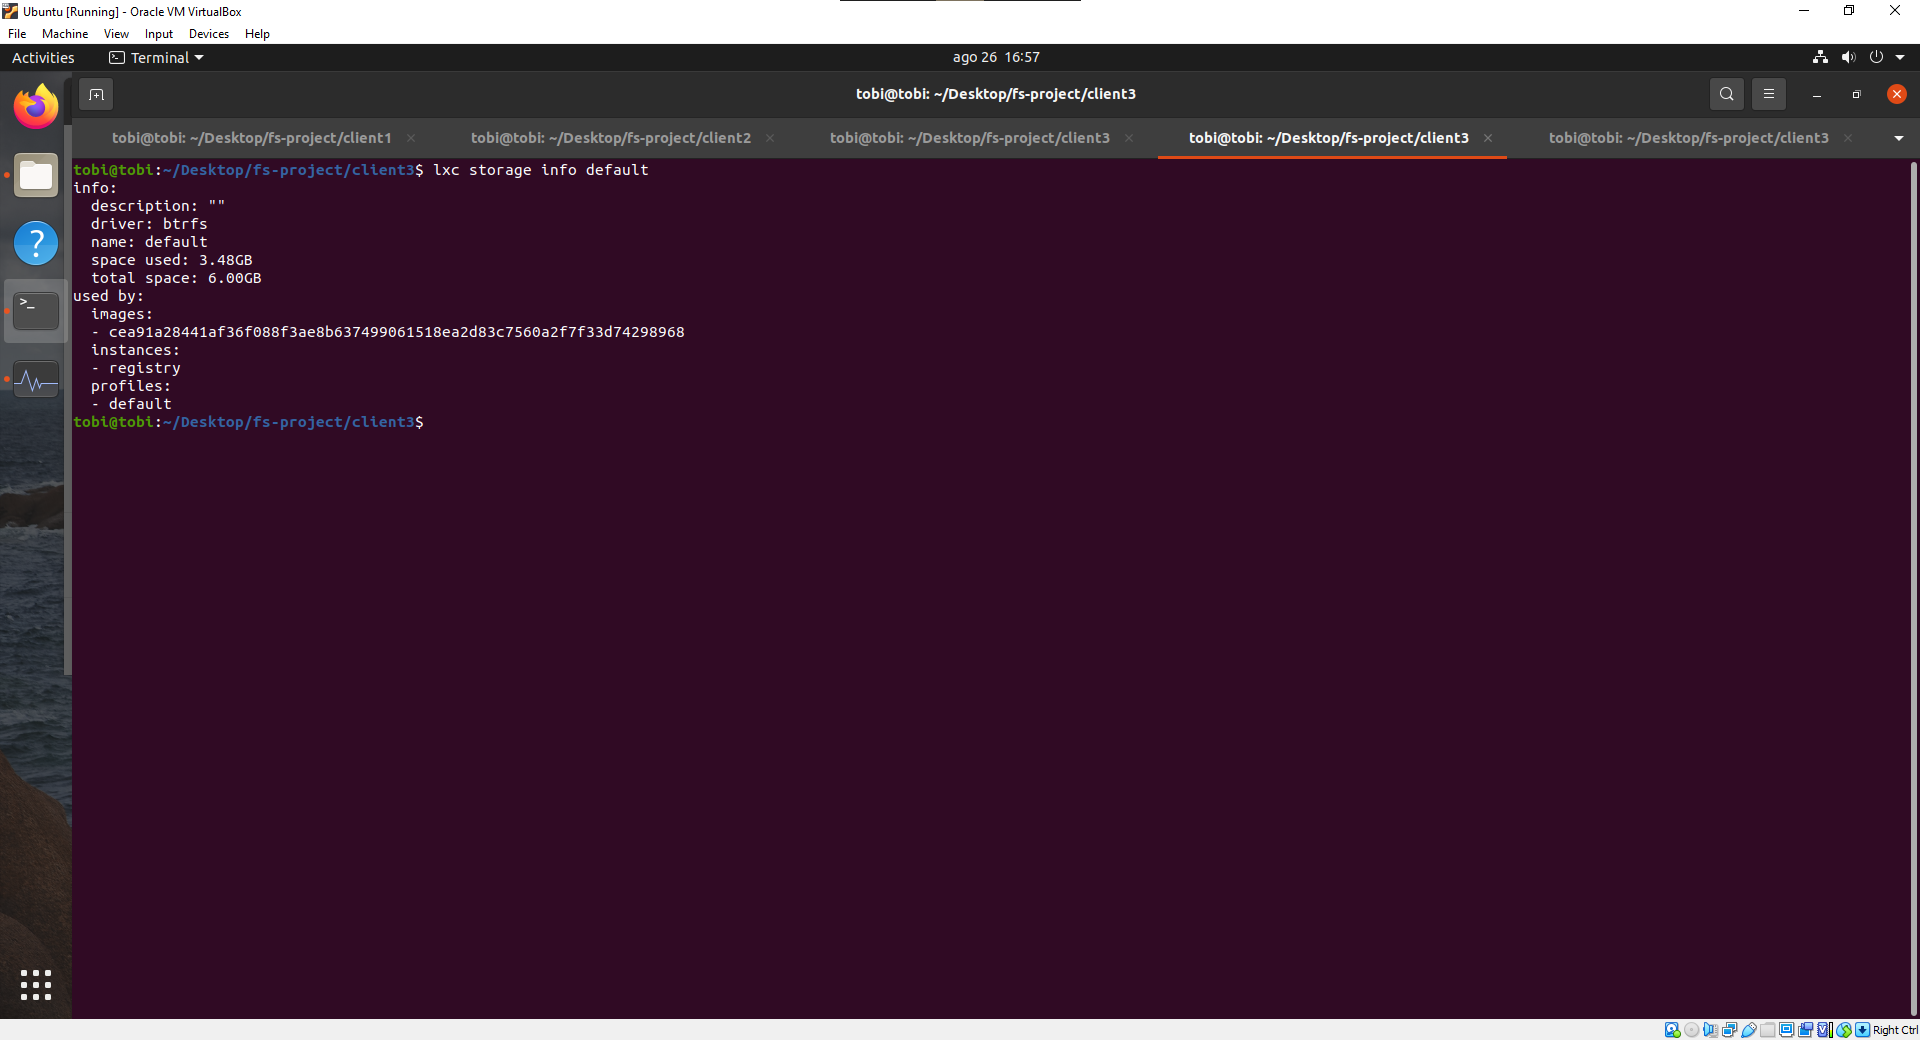 Ubuntu [Running] - Oracle VM VirtualBox
File Machine View Input Devices Help
Activities Terminal ago 26 16:57
tobi@tobi: ~/Desktop/fs-project/client3
tobi@tobi: ~/Desktop/fs-project/client1 tobi@tobi: ~/Desktop/fs-project/client2 tobi@tobi: ~/Desktop/fs-project/client3 tobi@tobi: ~/Desktop/fs-project/client3 tobi@tobi: ~/Desktop/fs-project/client3
tobi@tobi:~/Desktop/fs-project/client3$ lxc storage info default
info:
  description: ""
  driver: btrfs
  name: default
  space used: 3.48GB
  total space: 6.00GB
used by:
  images:
  - cea91a28441af36f088f3ae8b637499061518ea2d83c7560a2f7f33d74298968
  instances:
  - registry
  profiles:
  - default
tobi@tobi:~/Desktop/fs-project/client3$
Right Ctrl